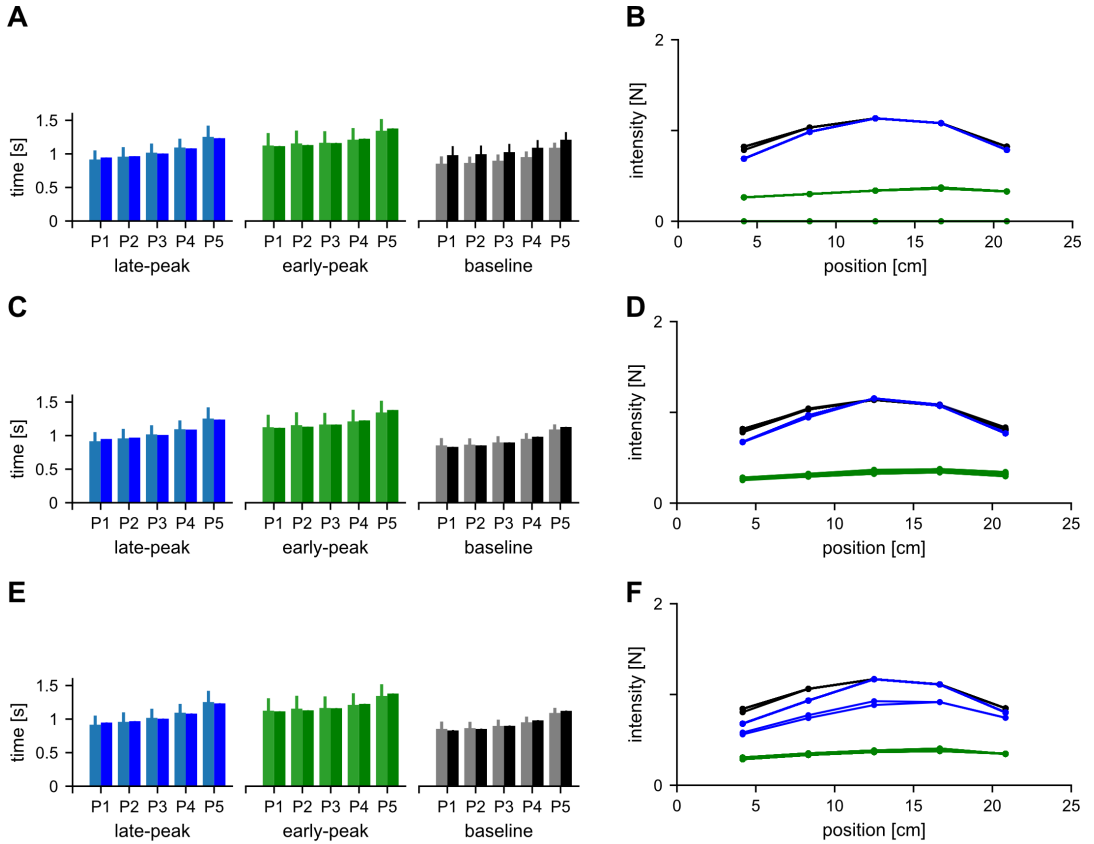 A
B
time [s]
1.5
1
0.5
0
P1 P2 P3 P4 P5
P1 P2 P3 P4 P5
P1 P2 P3 P4 P5
late-peak
early-peak
baseline
intensity [N]
2
0
0 5 10 15 20 25
position [cm]
C
D
time [s]
1.5
1
0.5
0
P1 P2 P3 P4 P5
P1 P2 P3 P4 P5
P1 P2 P3 P4 P5
late-peak
early-peak
baseline
intensity [N]
2
0
0 5 10 15 20 25
position [cm]
E
F
time [s]
1.5
1
0.5
0
P1 P2 P3 P4 P5
P1 P2 P3 P4 P5
P1 P2 P3 P4 P5
late-peak
early-peak
baseline
intensity [N]
2
0
0 5 10 15 20 25
position [cm]